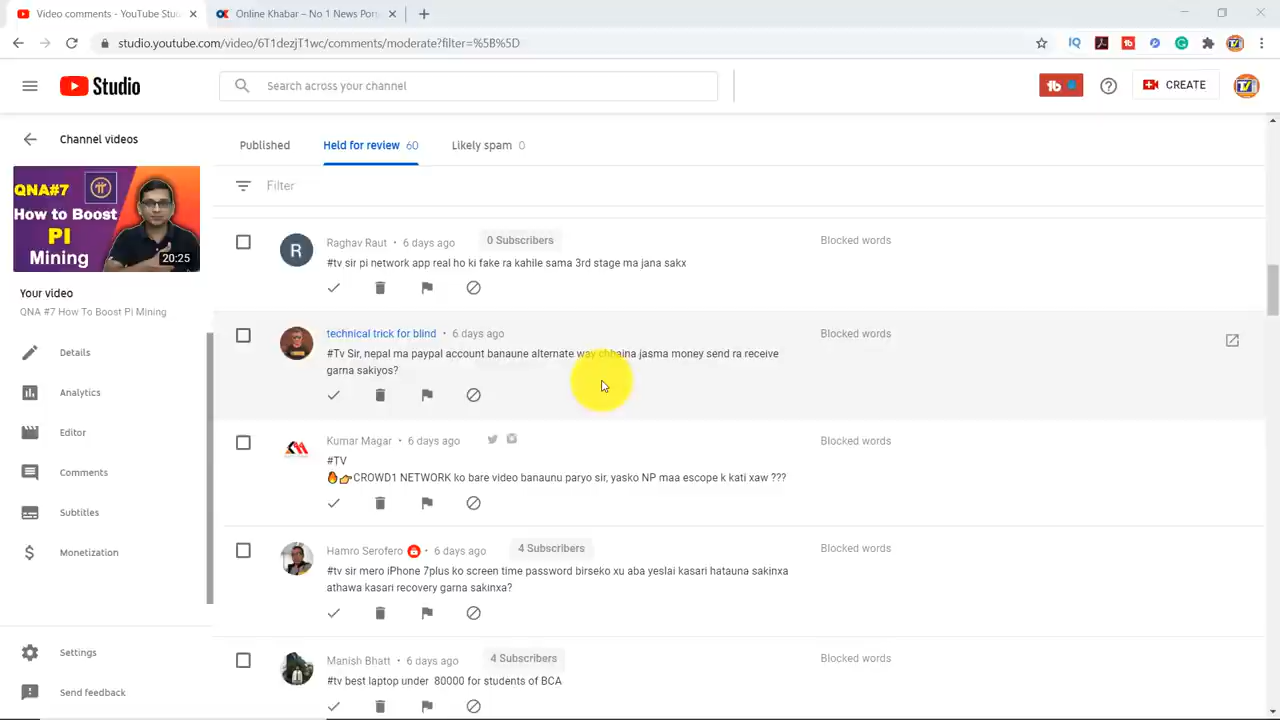 Video comments - YouTube Stu
Online Khabar – No 1 News Por
studio.youtube.com/video/6T1dezjT1wc/comments/moderate?filter=%5B%5D
Studio
Search across your channel
CREATE
Channel videos
QNA#7
How to Boost
PI
Mining
20:25
Your video
QNA #7 How To Boost Pi Mining
Details
Analytics
Editor
Comments
Subtitles
Monetization
Settings
Send feedback
Published
Held for review 60
Likely spam 0
Filter
Raghav Raut • 6 days ago 0 Subscribers Blocked words
#tv sir pi network app real ho ki fake ra kahile sama 3rd stage ma jana sakx
technical trick for blind • 6 days ago Blocked words
#Tv Sir, nepal ma paypal account banaune alternate way chhaina jasma money send ra receive
garna sakiyos?
Kumar Magar • 6 days ago Blocked words
#TV
🔥👉CROWD1 NETWORK ko bare video banaunu paryo sir, yasko NP maa escope k kati xaw ???
Hamro Serofero • 6 days ago 4 Subscribers Blocked words
#tv sir mero iPhone 7plus ko screen time password birseko xu aba yeslai kasari hatauna sakinxa
athawa kasari recovery garna sakinxa?
Manish Bhatt • 6 days ago 4 Subscribers Blocked words
#tv best laptop under 80000 for students of BCA